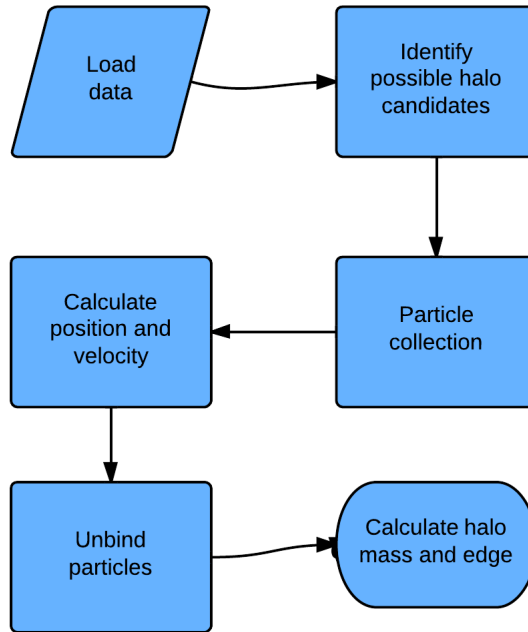 Load
data
Identify
possible halo
candidates
Particle
collection
Calculate
position and
velocity
Unbind
particles
Calculate halo
mass and edge